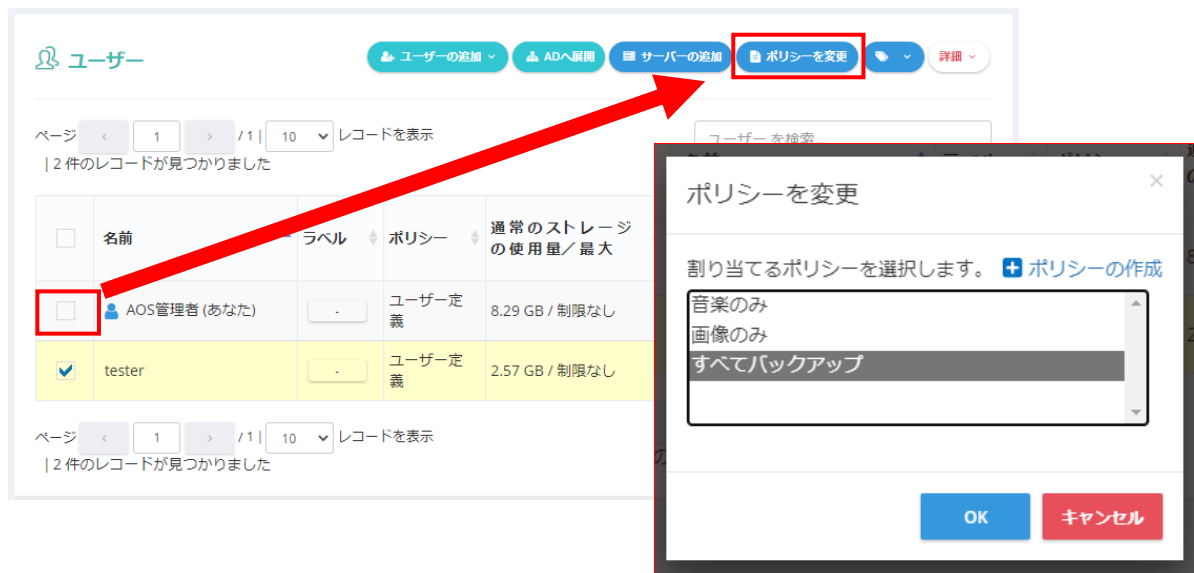 ユーザー
ユーザーの追加
ADへ展開
サーバーの追加
ポリシーを変更
詳細
ページ 1 / 1 | 10 レコードを表示
| 2 件のレコードが見つかりました
ユーザー を検索
名前 ラベル ポリシー 通常のストレージの使用量／最大
AOS管理者 (あなた) - ユーザー定義 8.29 GB / 制限なし
tester - ユーザー定義 2.57 GB / 制限なし
ページ 1 / 1 | 10 レコードを表示
| 2 件のレコードが見つかりました
ポリシーを変更
×
割り当てるポリシーを選択します。 ポリシーの作成
音楽のみ
画像のみ
すべてバックアップ
OK
キャンセル